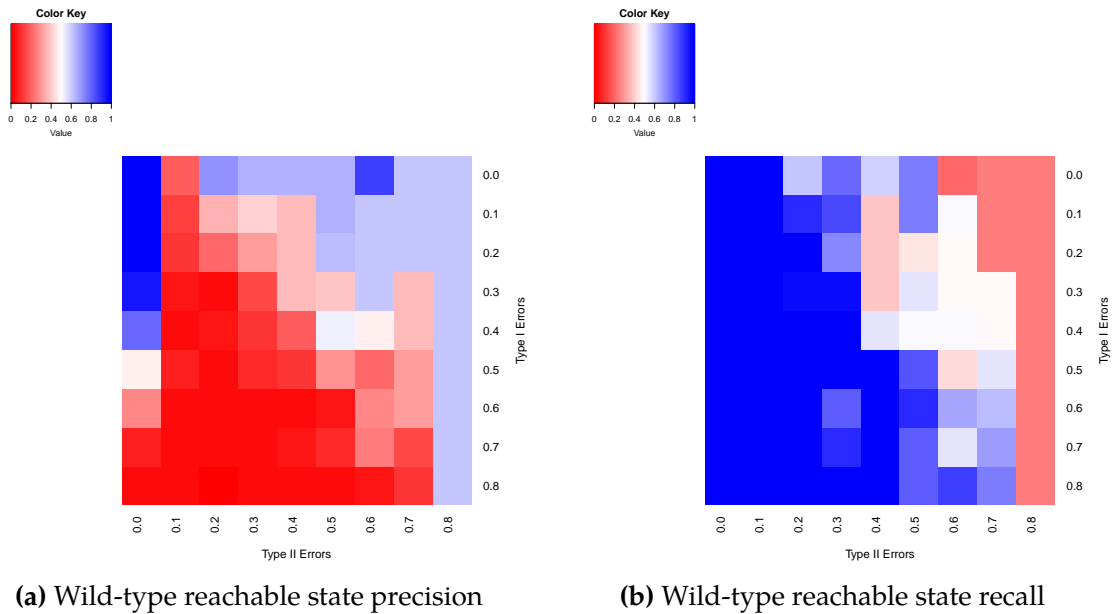 Color Key
0 0.2 0.4 0.6 0.8 1
Value
0.0
0.1
0.2
0.3
0.4
0.5
0.6
0.7
0.8
Type I Errors
0.0 0.1 0.2 0.3 0.4 0.5 0.6 0.7 0.8
Type II Errors
(a) Wild-type reachable state precision
Color Key
0 0.2 0.4 0.6 0.8 1
Value
0.0
0.1
0.2
0.3
0.4
0.5
0.6
0.7
0.8
Type I Errors
0.0 0.1 0.2 0.3 0.4 0.5 0.6 0.7 0.8
Type II Errors
(b) Wild-type reachable state recall